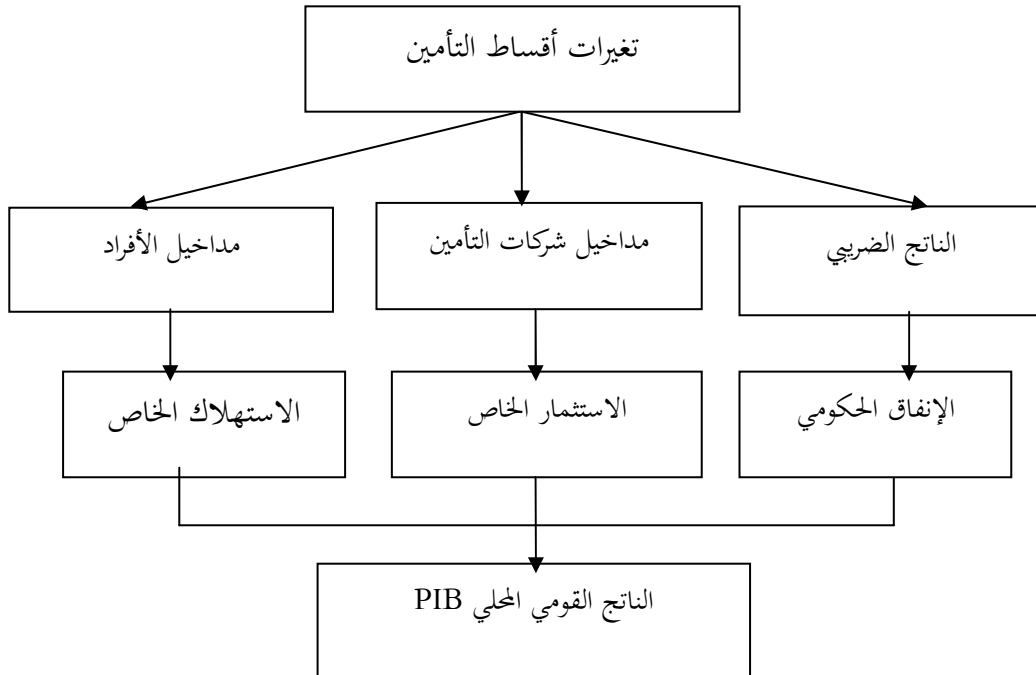 تغيرات أقساط التأمين
الناتج الضريبي
مداخيل شركات التأمين
مداخيل الأفراد
الإنفاق الحكومي
الاستثمار الخاص
الاستهلاك الخاص
الناتج القومي المحلي PIB